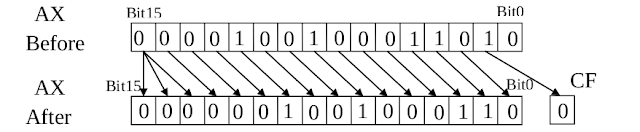 AX Bit15 Bit0
Before 0 0 0 0 1 0 0 1 0 0 0 1 1 0 1 0
AX Bit15 Bit0 CF
After 0 0 0 0 0 0 1 0 0 1 0 0 0 1 1 0 0